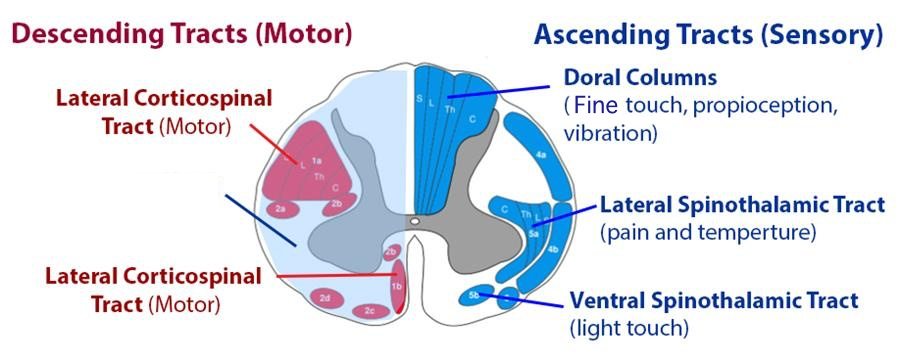 Descending Tracts (Motor)
Ascending Tracts (Sensory)
Lateral Corticospinal
Tract (Motor)
Doral Columns
(Fine touch, propioception,
vibration)
S L Th C
L 1a
Th
C
2a
2b
4a
C Th L
5a
4b
Lateral Spinothalamic Tract
(pain and temperture)
Lateral Corticospinal
Tract (Motor)
2b
1b
2d
2c
5b
Ventral Spinothalamic Tract
(light touch)